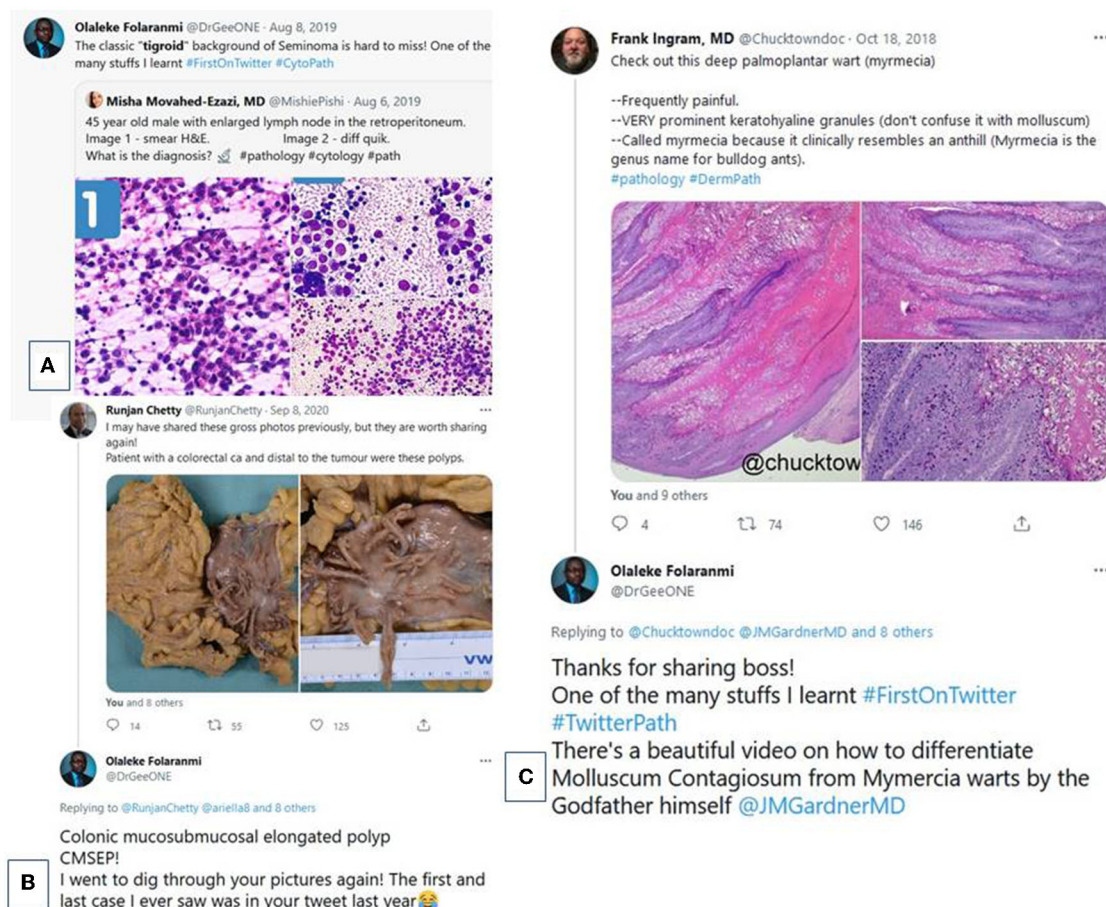 Olaleke Folaranmi @DrGeeONE · Aug 8, 2019
The classic "tigroid" background of Seminoma is hard to miss! One of the
many stuffs I learnt #FirstOnTwitter #CytoPath
Misha Movahed-Ezazi, MD @MishiePishi · Aug 6, 2019
45 year old male with enlarged lymph node in the retroperitoneum.
Image 1 - smear H&E. Image 2 - diff quik.
What is the diagnosis? 🔬 #pathology #cytology #path
1
A
Runjan Chetty @RunjanChetty · Sep 8, 2020
I may have shared these gross photos previously, but they are worth sharing
again!
Patient with a colorectal ca and distal to the tumour were these polyps.
VW
You and 8 others
14 55 125
Olaleke Folaranmi
@DrGeeONE
Replying to @RunjanChetty @ariella8 and 8 others
Colonic mucosubmucosal elongated polyp
CMSEP!
I went to dig through your pictures again! The first and
last case I ever saw was in your tweet last year😂
B
Frank Ingram, MD @Chucktowndoc · Oct 18, 2018
Check out this deep palmoplantar wart (myrmecia)
--Frequently painful.
--VERY prominent keratohyaline granules (don't confuse it with molluscum)
--Called myrmecia because it clinically resembles an anthill (Myrmecia is the
genus name for bulldog ants).
#pathology #DermPath
@chucktow
You and 9 others
4 74 146
Olaleke Folaranmi
@DrGeeONE
Replying to @Chucktowndoc @JMGardnerMD and 8 others
Thanks for sharing boss!
One of the many stuffs I learnt #FirstOnTwitter
#TwitterPath
There's a beautiful video on how to differentiate
Molluscum Contagiosum from Mymercia warts by the
Godfather himself @JMGardnerMD
C